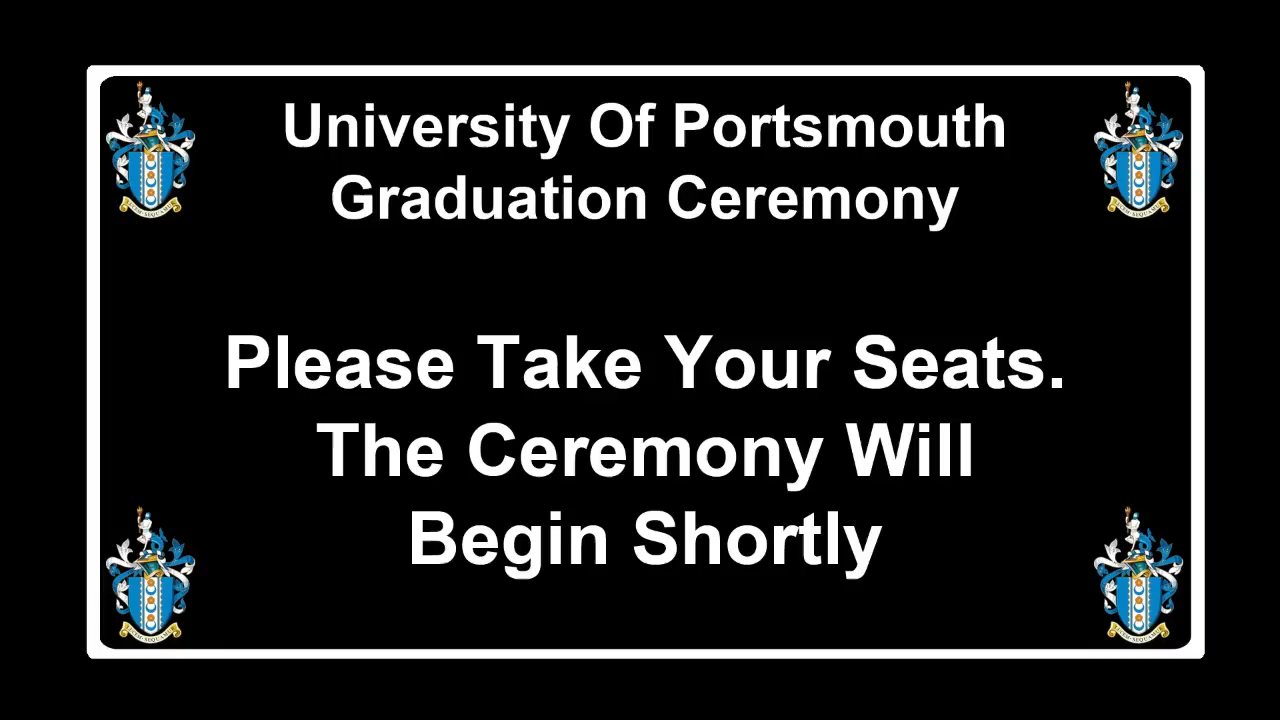 University Of Portsmouth
Graduation Ceremony
Please Take Your Seats.
The Ceremony Will
Begin Shortly